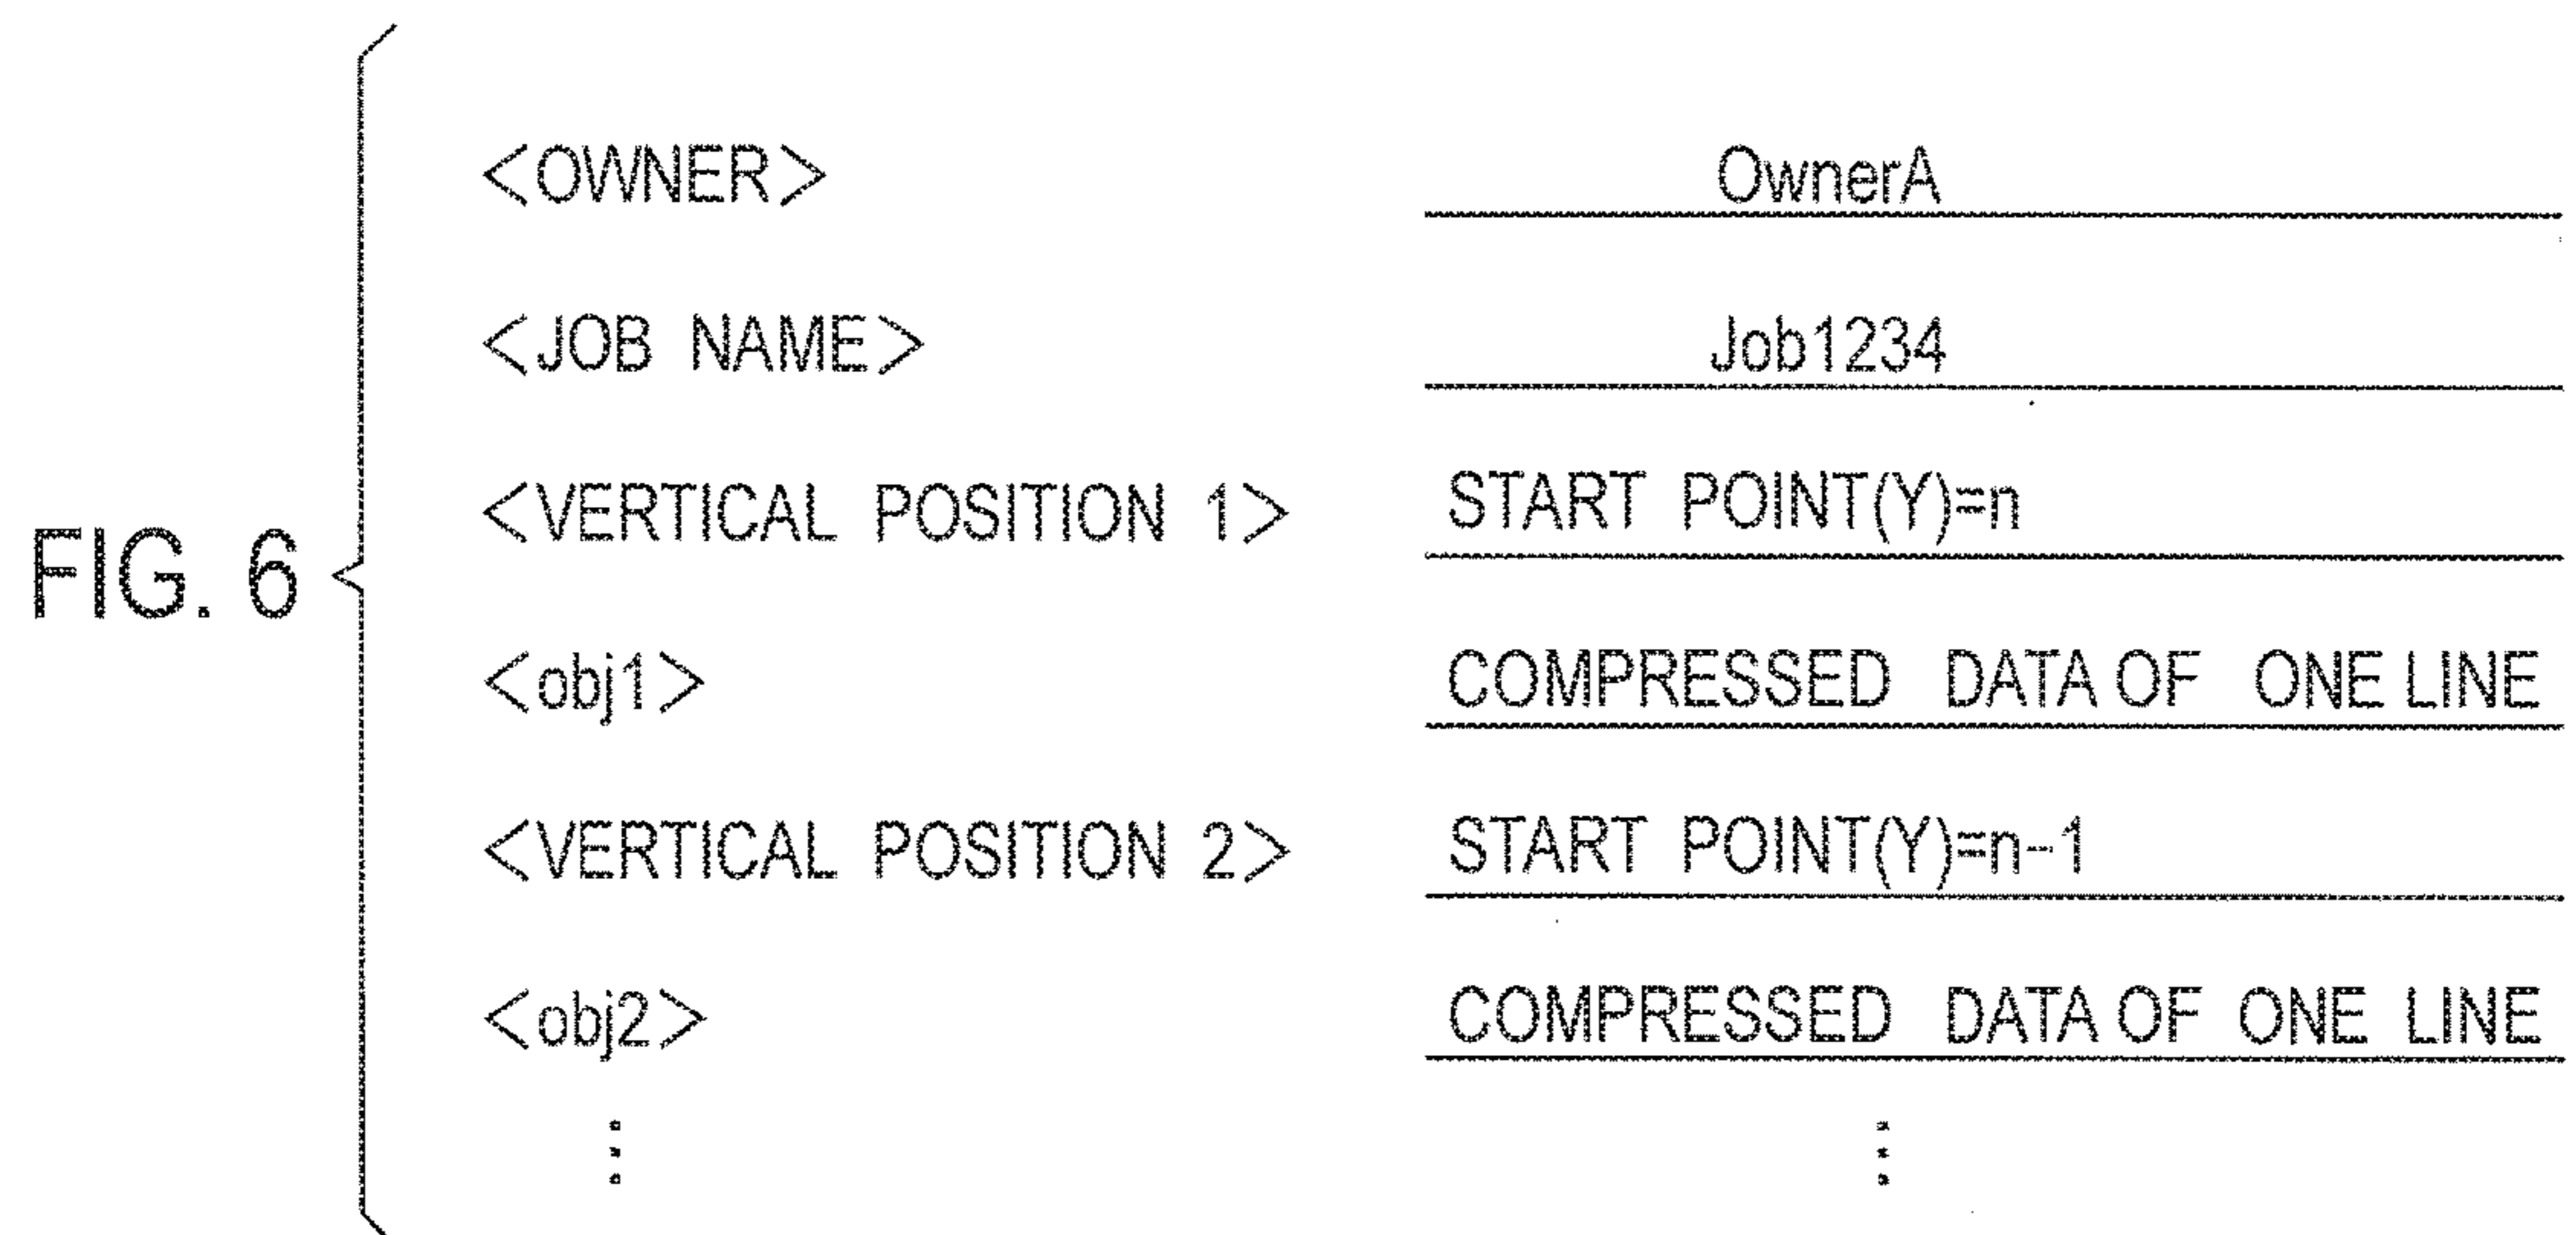 FIG. 6
<OWNER> OwnerA
<JOB NAME> Job1234
<VERTICAL POSITION 1> START POINT(Y)=n
<obj1> COMPRESSED DATA OF ONE LINE
<VERTICAL POSITION 2> START POINT(Y)=n-1
<obj2> COMPRESSED DATA OF ONE LINE